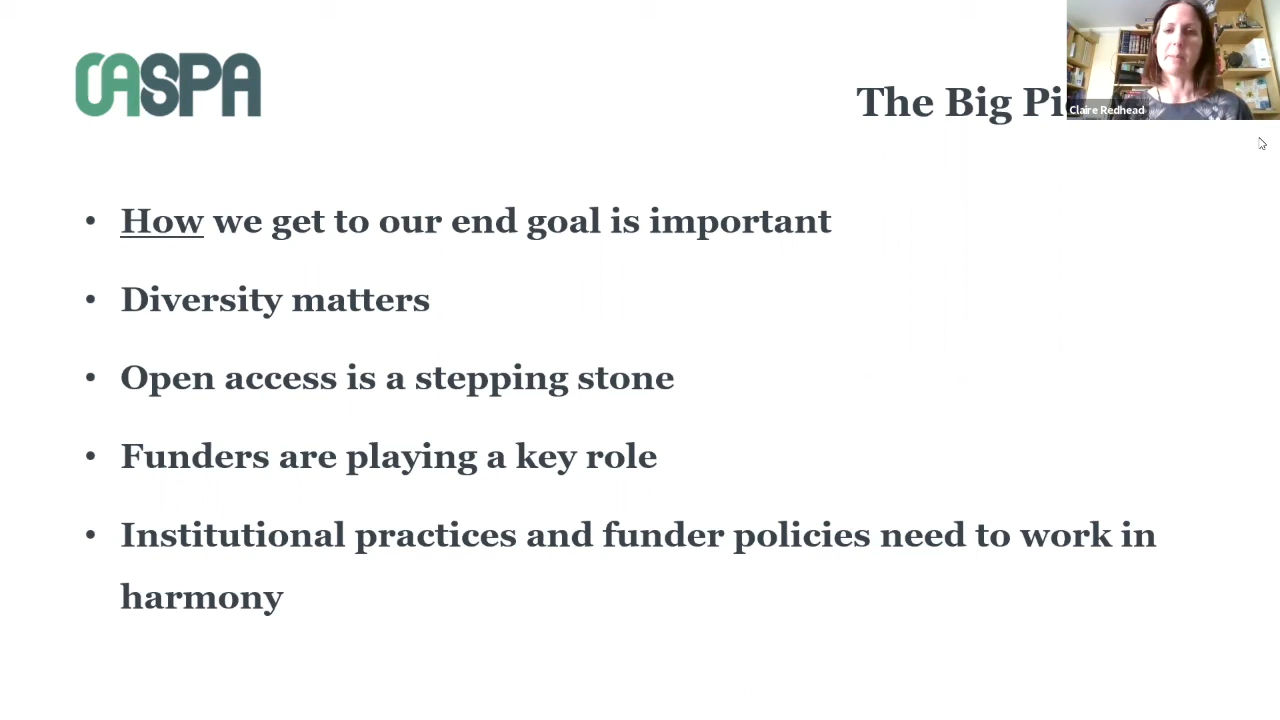 OASPA
The Big Pi
Claire Redhead
• How we get to our end goal is important
• Diversity matters
• Open access is a stepping stone
• Funders are playing a key role
• Institutional practices and funder policies need to work in
harmony